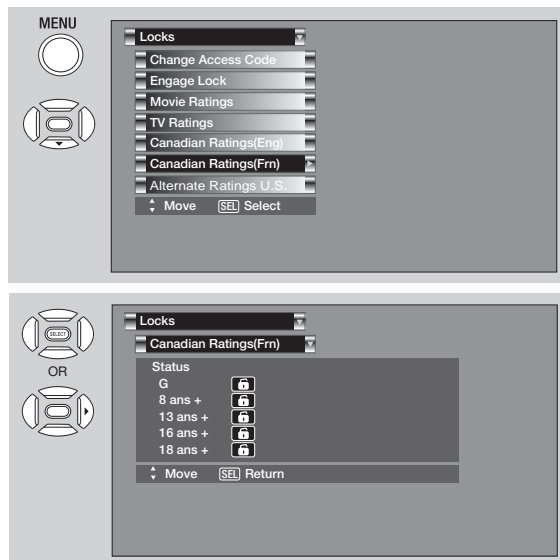 MENU
Locks
Change Access Code
Engage Lock
Movie Ratings
TV Ratings
Canadian Ratings(Eng)
Canadian Ratings(Frn)
Alternate Ratings U.S.
Move SEL Select
SELECT
OR
Locks
Canadian Ratings(Frn)
Status
G
8 ans +
13 ans +
16 ans +
18 ans +
Move SEL Return